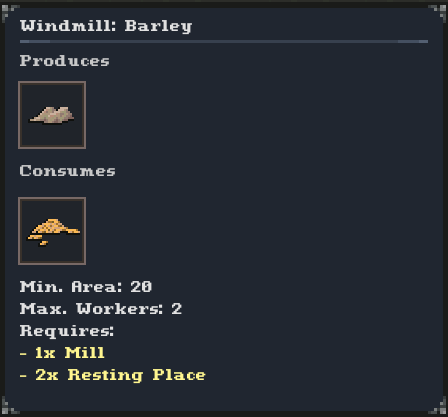 Windmill: Barley
Produces
Consumes
Min. Area: 20
Max. Workers: 2
Requires:
- 1x Mill
- 2x Resting Place